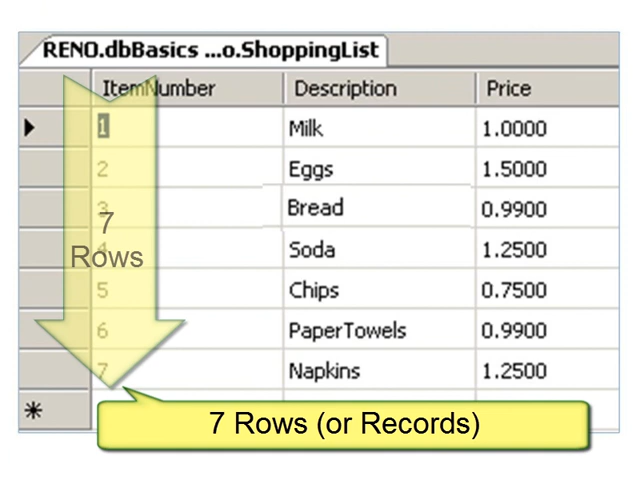 RENO.dbBasics ...o.ShoppingList
ItemNumber Description Price
1 Milk 1.0000
2 Eggs 1.5000
3 Bread 0.9900
4 Soda 1.2500
5 Chips 0.7500
6 PaperTowels 0.9900
7 Napkins 1.2500
7
Rows
7 Rows (or Records)